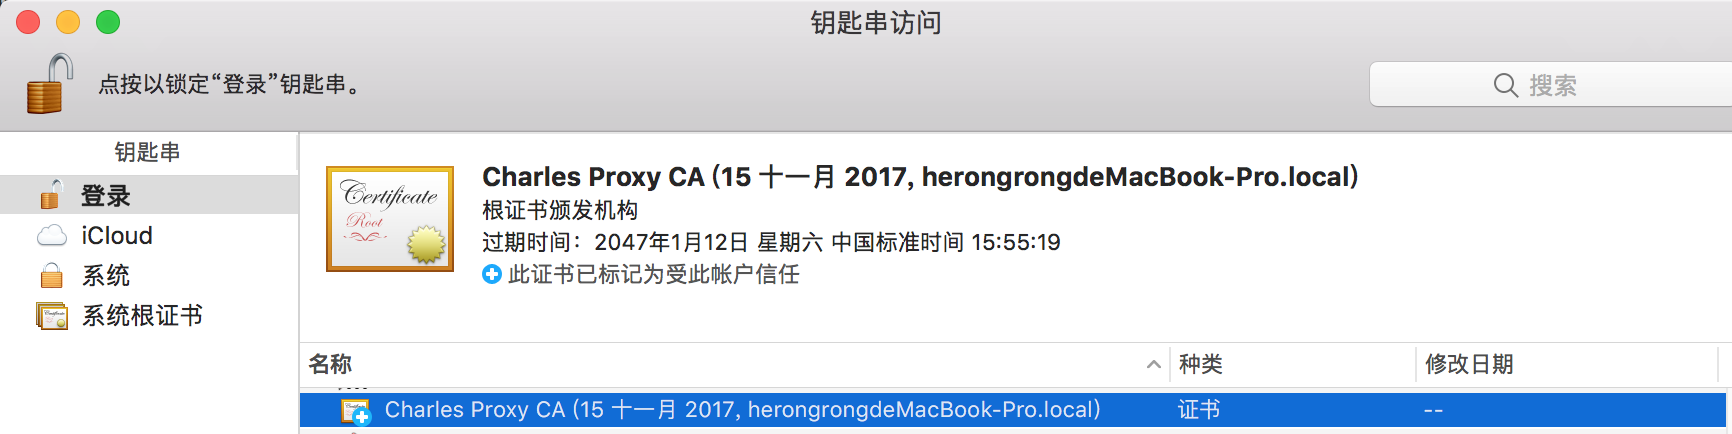 钥匙串访问
点按以锁定“登录”钥匙串。
搜索
钥匙串
登录
iCloud
系统
系统根证书
Certificate
Root
Charles Proxy CA (15 十一月 2017, herongrongdeMacBook-Pro.local)
根证书颁发机构
过期时间：2047年1月12日 星期六 中国标准时间 15:55:19
此证书已标记为受此帐户信任
名称 种类 修改日期
Charles Proxy CA (15 十一月 2017, herongrongdeMacBook-Pro.local) 证书 --